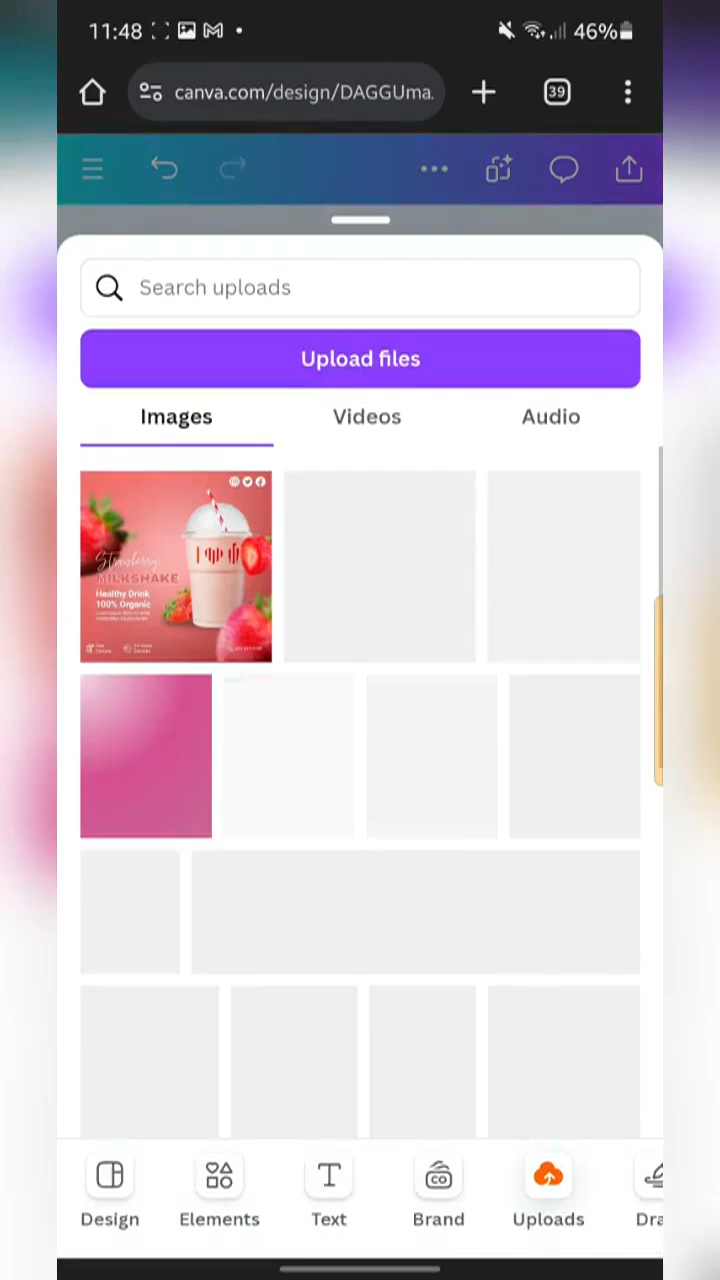 11:48
46%
canva.com/design/DAGGUma.
39
Search uploads
Upload files
Images
Videos
Audio
Strawberry
MILKSHAKE
Healthy Drink
100% Organic
CO
Design
Elements
Text
Brand
Uploads
Dra